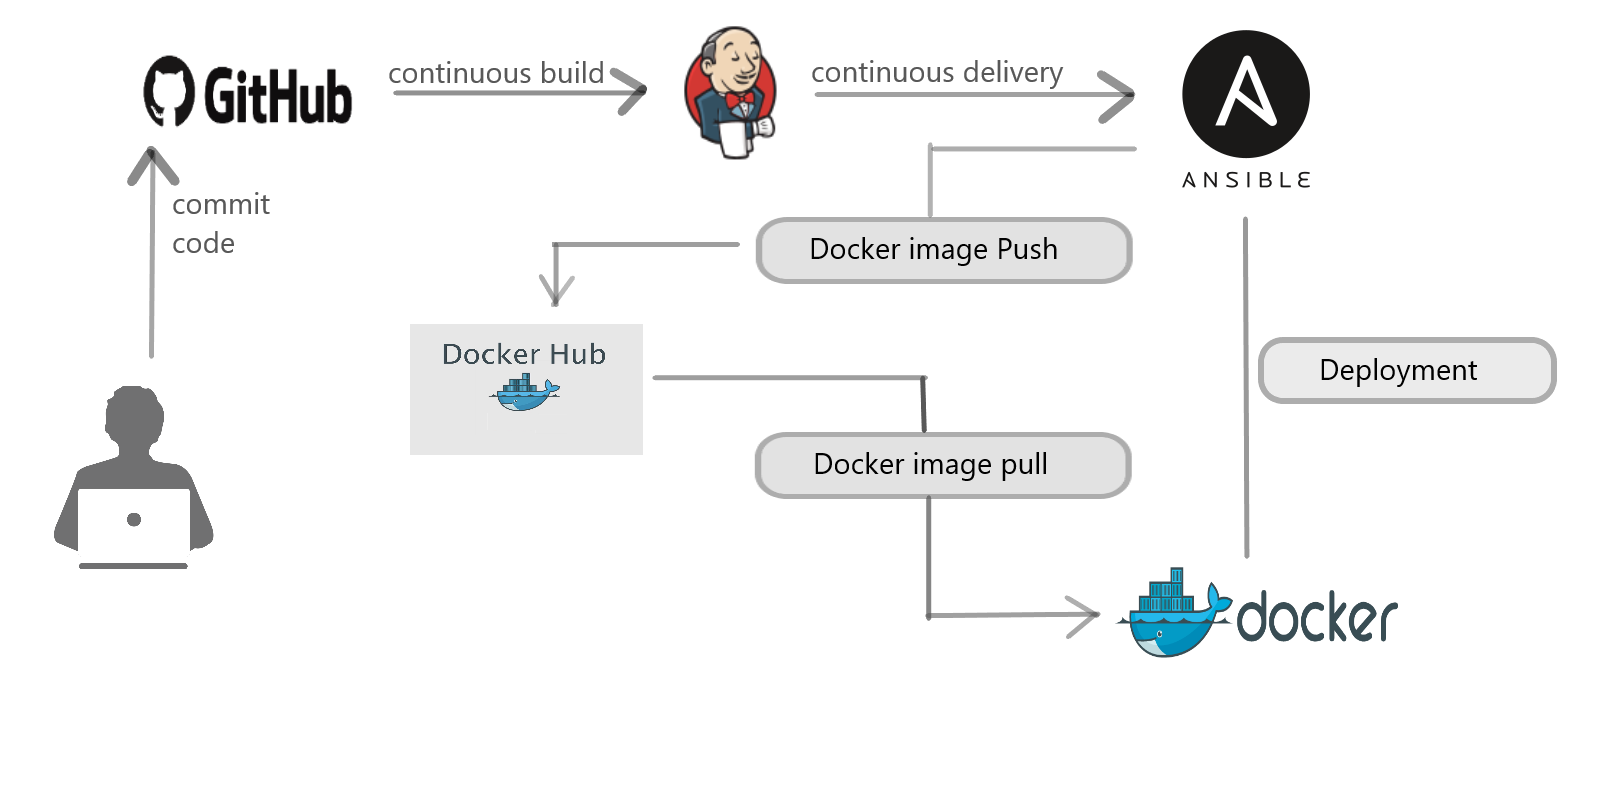 GitHub
continuous build
continuous delivery
ANSIBLE
commit
code
Docker image Push
Docker Hub
Deployment
Docker image pull
docker